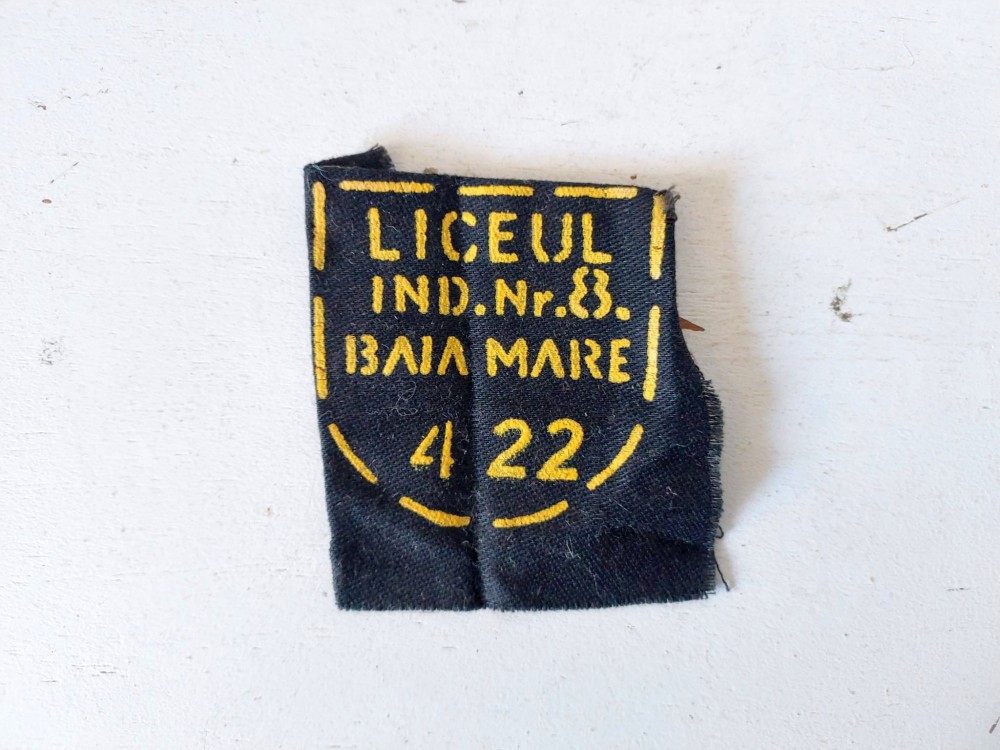 LICEUL
IND. Nr. 8.
BAIA MARE
4 22